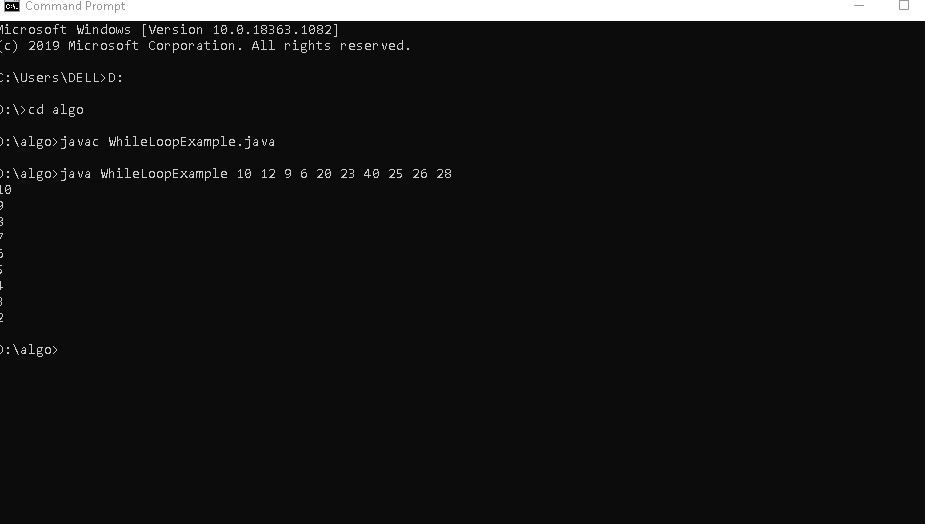 Command Prompt
Microsoft Windows [Version 10.0.18363.1082]
(c) 2019 Microsoft Corporation. All rights reserved.
C:\Users\DELL>D:
D:\>cd algo
D:\algo>javac WhileLoopExample.java
D:\algo>java WhileLoopExample 10 12 9 6 20 23 40 25 26 28
10
9
8
7
6
5
4
3
2
D:\algo>